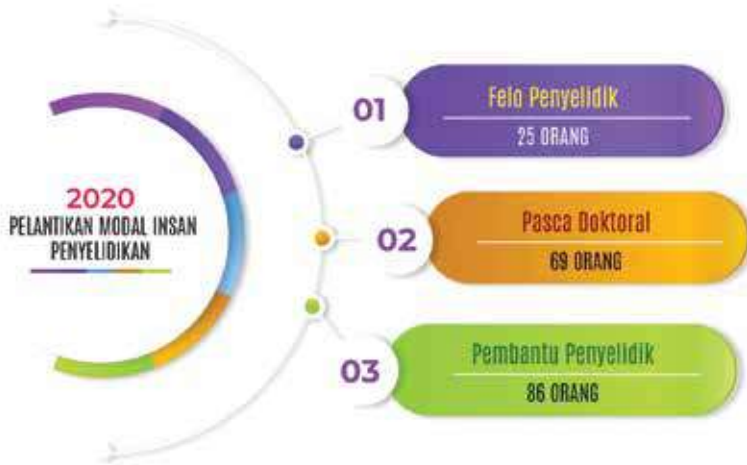 2020
PELANTIKAN MODAL INSAN
PENYELIDIKAN
01
Felo Penyelidik
25 ORANG
02
Pasca Doktoral
69 ORANG
03
Pembantu Penyelidik
86 ORANG